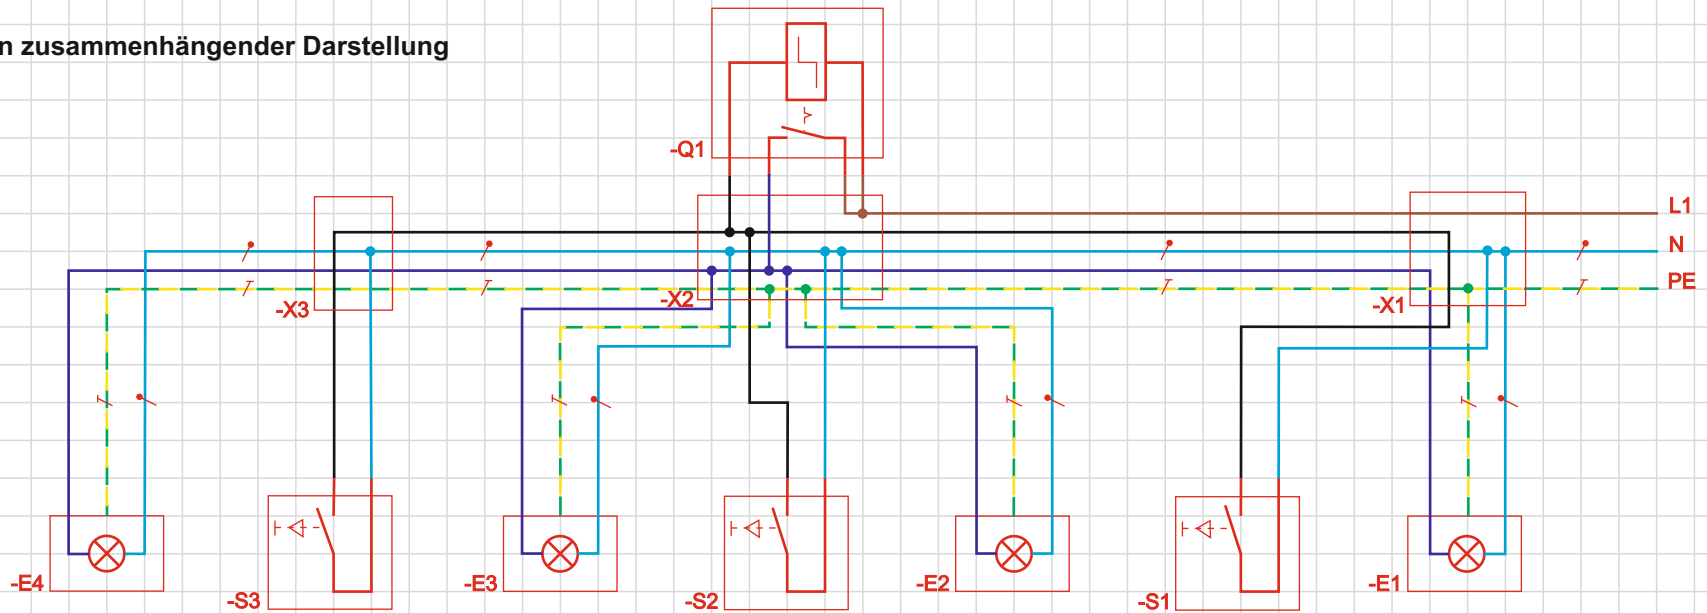 n zusammenhängender Darstellung
-Q1
L1
N
PE
-X3
-X2
-X1
-E4
-S3
-E3
-S2
-E2
-S1
-E1